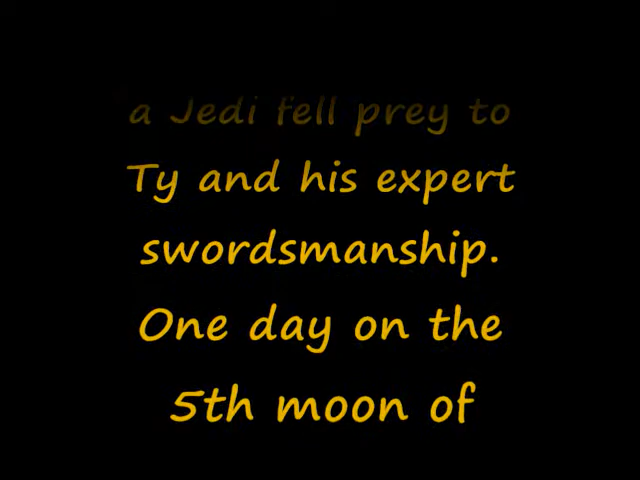 a Jedi fell prey to
Ty and his expert
swordsmanship.
One day on the
5th moon of